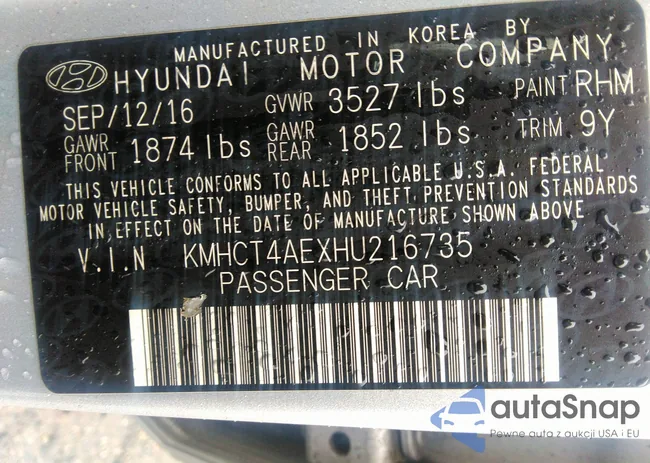 MANUFACTURED IN KOREA BY
HYUNDAI MOTOR COMPANY
SEP/12/16 GVWR 3527 lbs PAINT RHM
GAWR FRONT 1874 lbs GAWR REAR 1852 lbs TRIM 9Y
THIS VEHICLE CONFORMS TO ALL APPLICABLE U.S.A. FEDERAL
MOTOR VEHICLE SAFETY, BUMPER, AND THEFT PREVENTION STANDARDS
IN EFFECT ON THE DATE OF MANUFACTURE SHOWN ABOVE
V.I.N KMHCT4AEXHU216735
PASSENGER CAR
autaSnap
Pewne auta z aukcji USA i EU